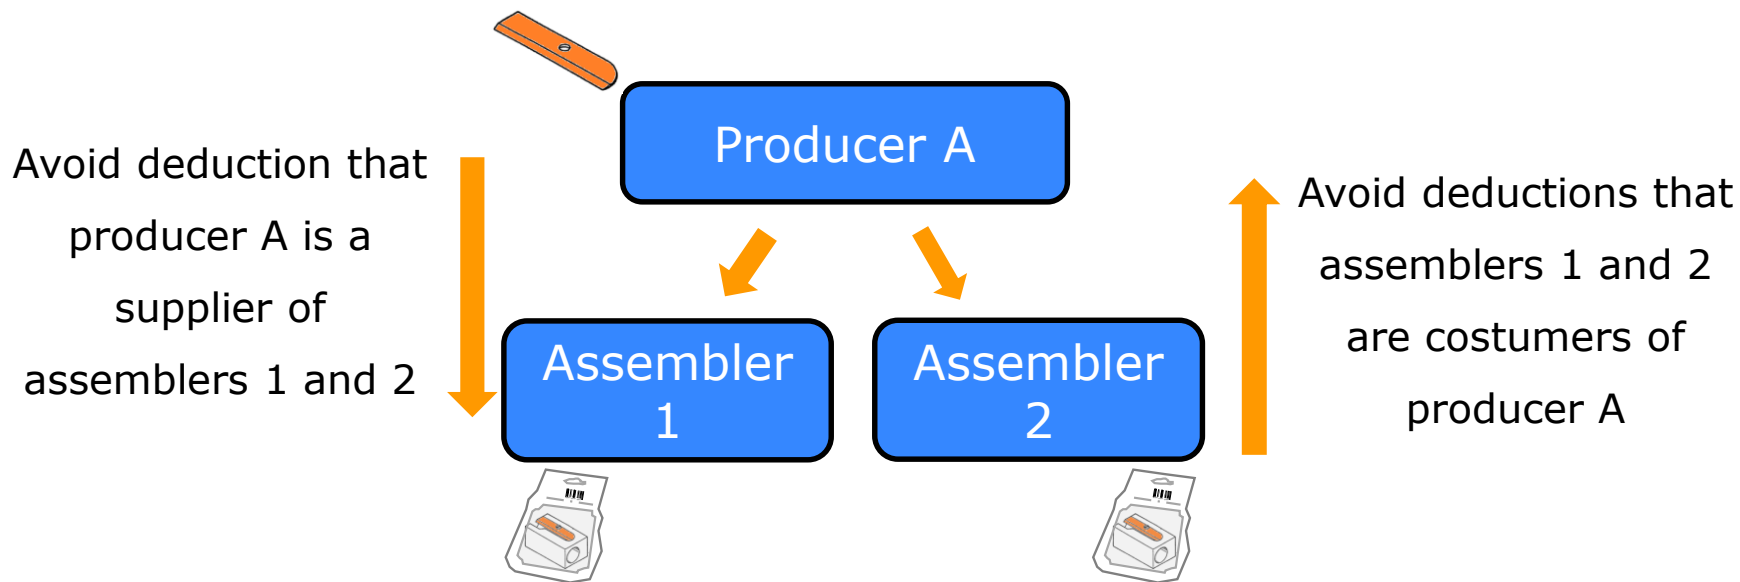 Producer A
Avoid deduction that
producer A is a
supplier of
assemblers 1 and 2
Avoid deductions that
assemblers 1 and 2
are costumers of
producer A
Assembler
1
Assembler
2